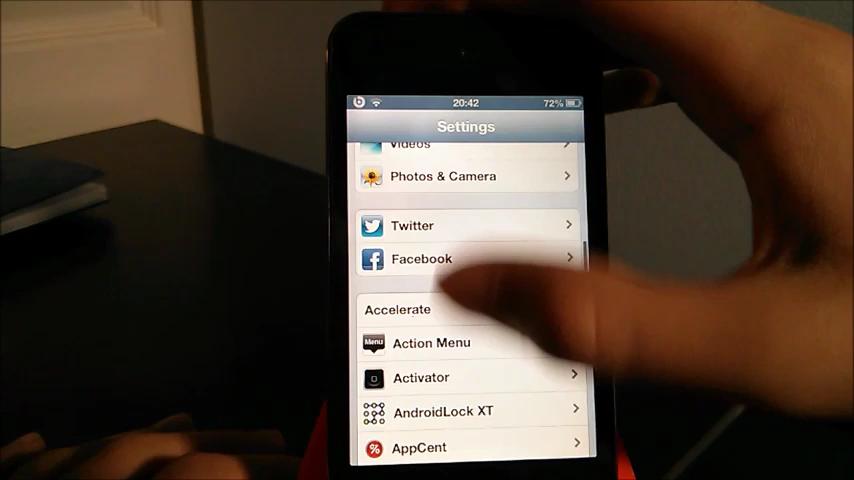 20:42
72%
Settings
Videos
Photos & Camera
Twitter
Facebook
Accelerate
Menu
Action Menu
Activator
AndroidLock XT
AppCent